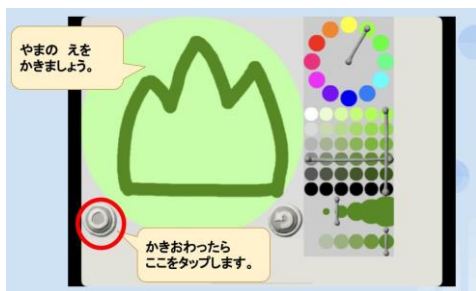 やまの えを
かきましょう。
かきおわったら
ここをタップします。